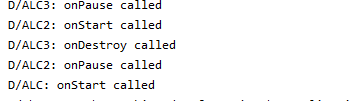 D/ALC3: onPause called
D/ALC2: onStart called
D/ALC3: onDestroy called
D/ALC2: onPause called
D/ALC: onStart called